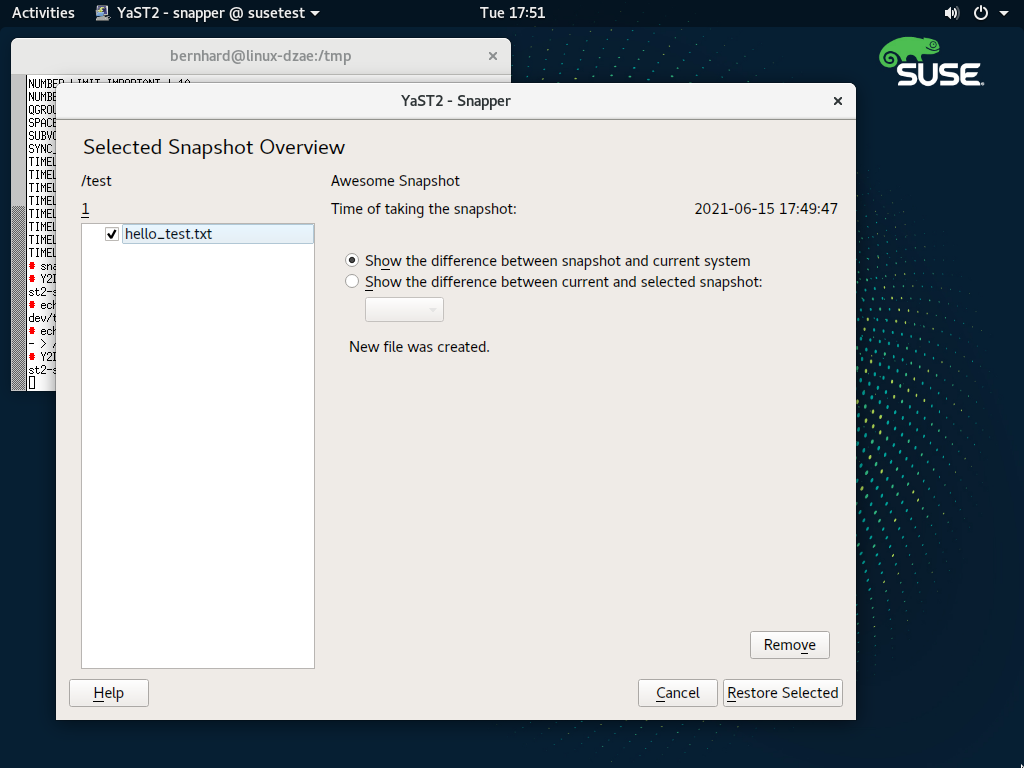 Activities YaST2 - snapper @ susetest Tue 17:51
bernhard@linux-dzae:/tmp
SUSE
NUMBER_LIMIT_IMPORTANT | 10
NUMBE
QGROU
SPACE
SUBVO
SYNC_
TIMEL
TIMEL
TIMEL
TIMEL
TIMEL
TIMEL
TIMEL
TIMEL
# sna
# Y2D
st2-s
# ech
dev/t
# ech
- > /
# Y2D
st2-s
YaST2 - Snapper
Selected Snapshot Overview
/test
1
hello_test.txt
Awesome Snapshot
Time of taking the snapshot: 2021-06-15 17:49:47
Show the difference between snapshot and current system
Show the difference between current and selected snapshot:
New file was created.
Remove
Help
Cancel
Restore Selected